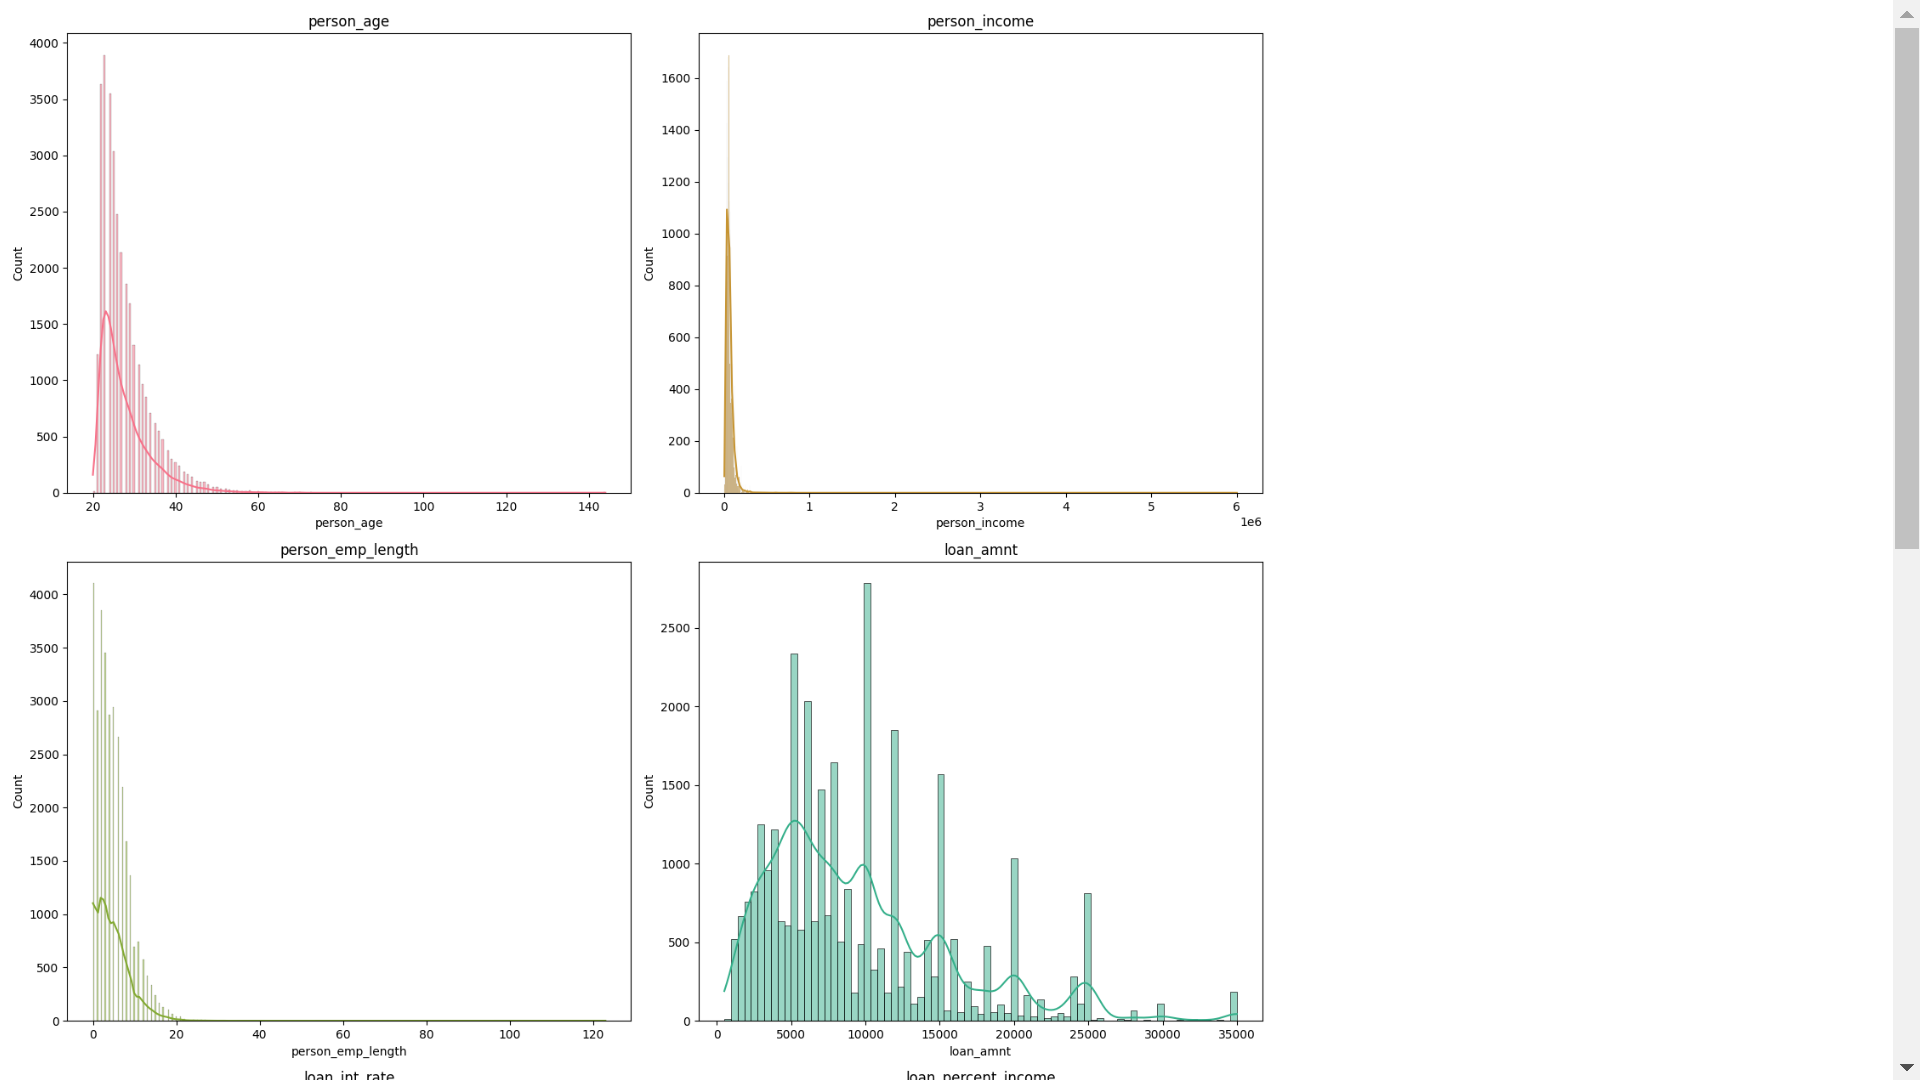 person_age
4000
3500
3000
2500
2000
1500
1000
500
0
Count
20 40 60 80 100 120 140
person_age
person_income
1600
1400
1200
1000
800
600
400
200
0
Count
0 1 2 3 4 5 6
1e6
person_income
person_emp_length
4000
3500
3000
2500
2000
1500
1000
500
0
Count
0 20 40 60 80 100 120
person_emp_length
loan_amnt
2500
2000
1500
1000
500
0
Count
0 5000 10000 15000 20000 25000 30000 35000
loan_amnt
loan_int_rate
loan_percent_income